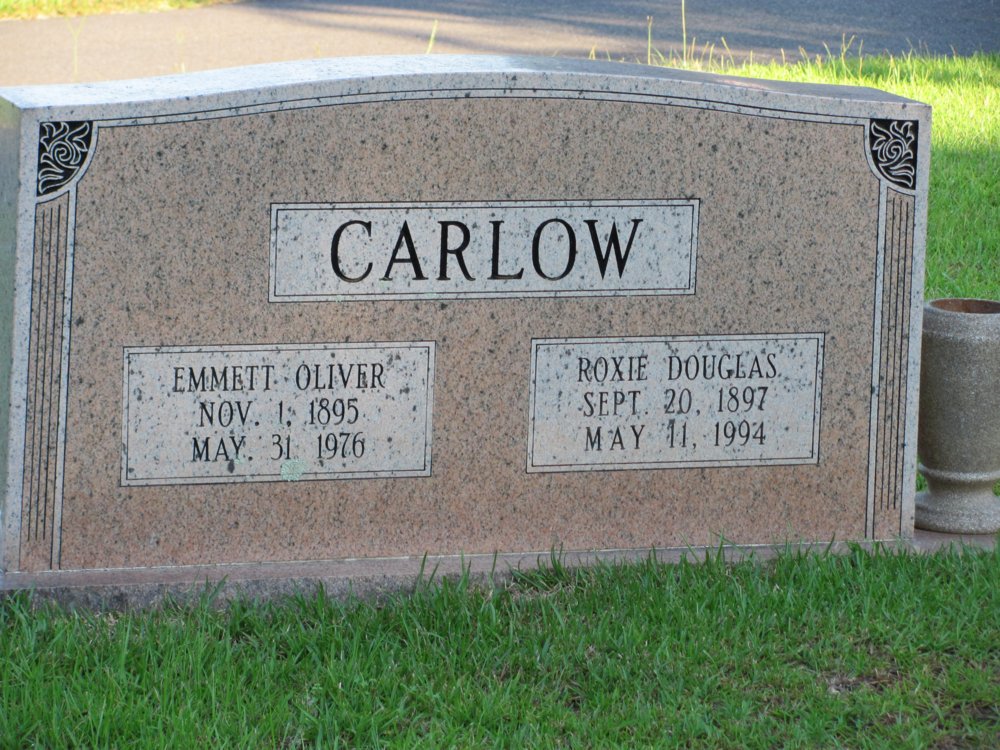 CARLOW
EMMETT OLIVER
NOV. 1, 1895
MAY. 31, 1976
ROXIE DOUGLAS
SEPT. 20, 1897
MAY 11, 1994